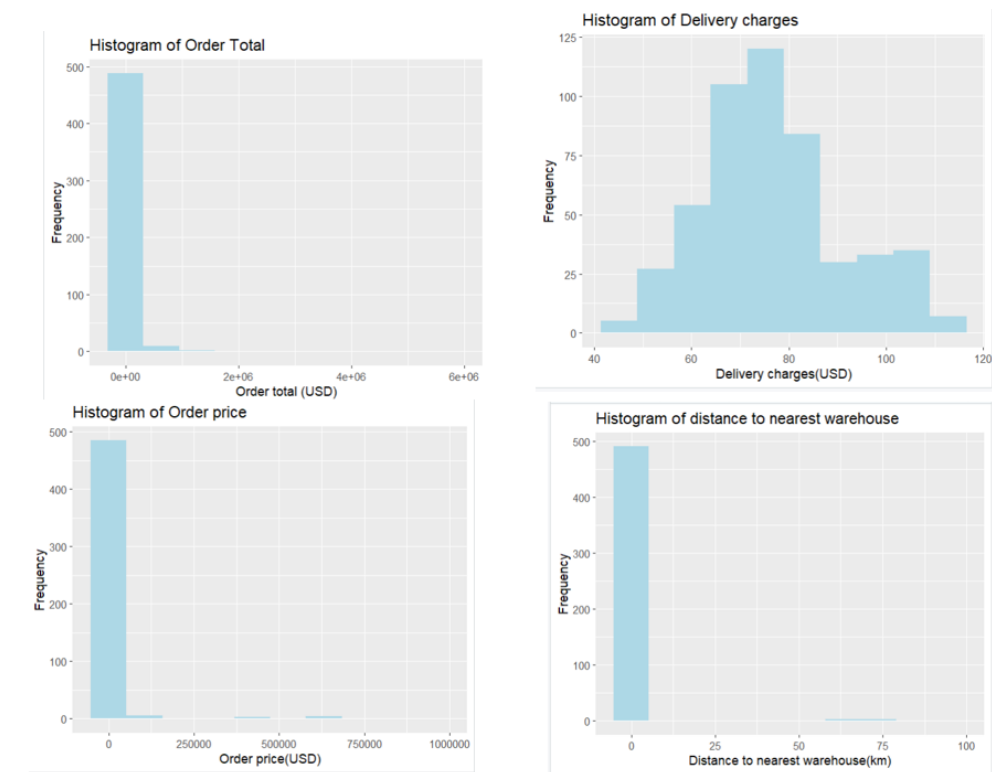 Histogram of Order Total
Frequency
500
400
300
200
100
0
0e+00 2e+06 4e+06 6e+06
Order total (USD)
Histogram of Delivery charges
Frequency
125
100
75
50
25
0
40 60 80 100 120
Delivery charges(USD)
Histogram of Order price
Frequency
500
400
300
200
100
0
0 250000 500000 750000 1000000
Order price(USD)
Histogram of distance to nearest warehouse
Frequency
500
400
300
200
100
0
0 25 50 75 100
Distance to nearest warehouse(km)